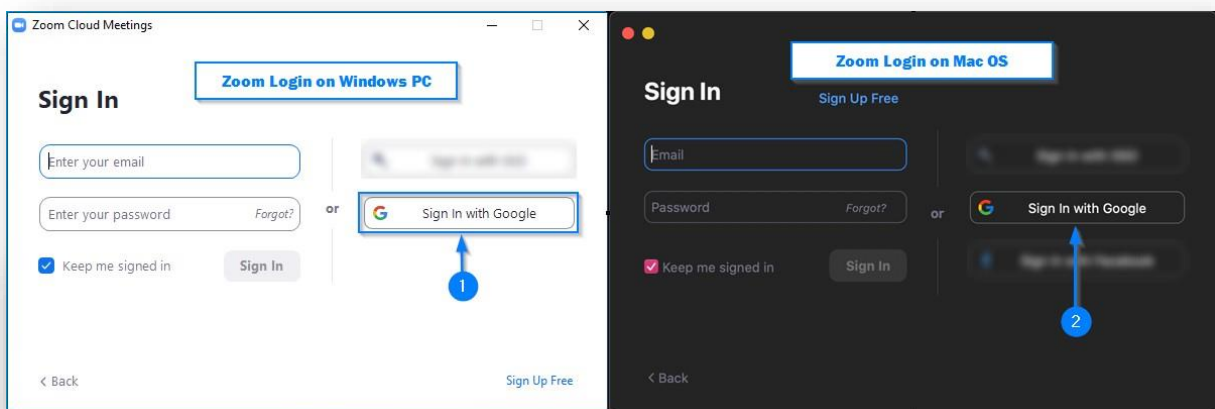 Zoom Cloud Meetings
Zoom Login on Windows PC
Sign In
Enter your email
Enter your password Forgot?
or
Sign In with Google
Keep me signed in
Sign In
1
< Back
Sign Up Free
Zoom Login on Mac OS
Sign In
Sign Up Free
Email
Password Forgot?
or
Sign In with Google
Keep me signed in
Sign In
2
< Back